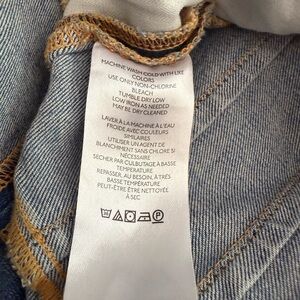 MACHINE WASH COLD WITH LIKE
COLORS
USE ONLY NON-CHLORINE
BLEACH
TUMBLE DRY LOW
LOW IRON AS NEEDED
MAY BE DRY CLEANED
LAVER À LA MACHINE À L'EAU
FROIDE AVEC COULEURS
SIMILAIRES
UTILISER UN AGENT DE
BLANCHIMENT SANS CHLORE SI
NÉCESSAIRE
SÉCHER PAR CULBUTAGE À BASSE
TEMPÉRATURE
REPASSER, AU BESOIN, À TRÈS
BASSE TEMPÉRATURE
PEUT-ÊTRE ÊTRE NETTOYÉ
À SEC